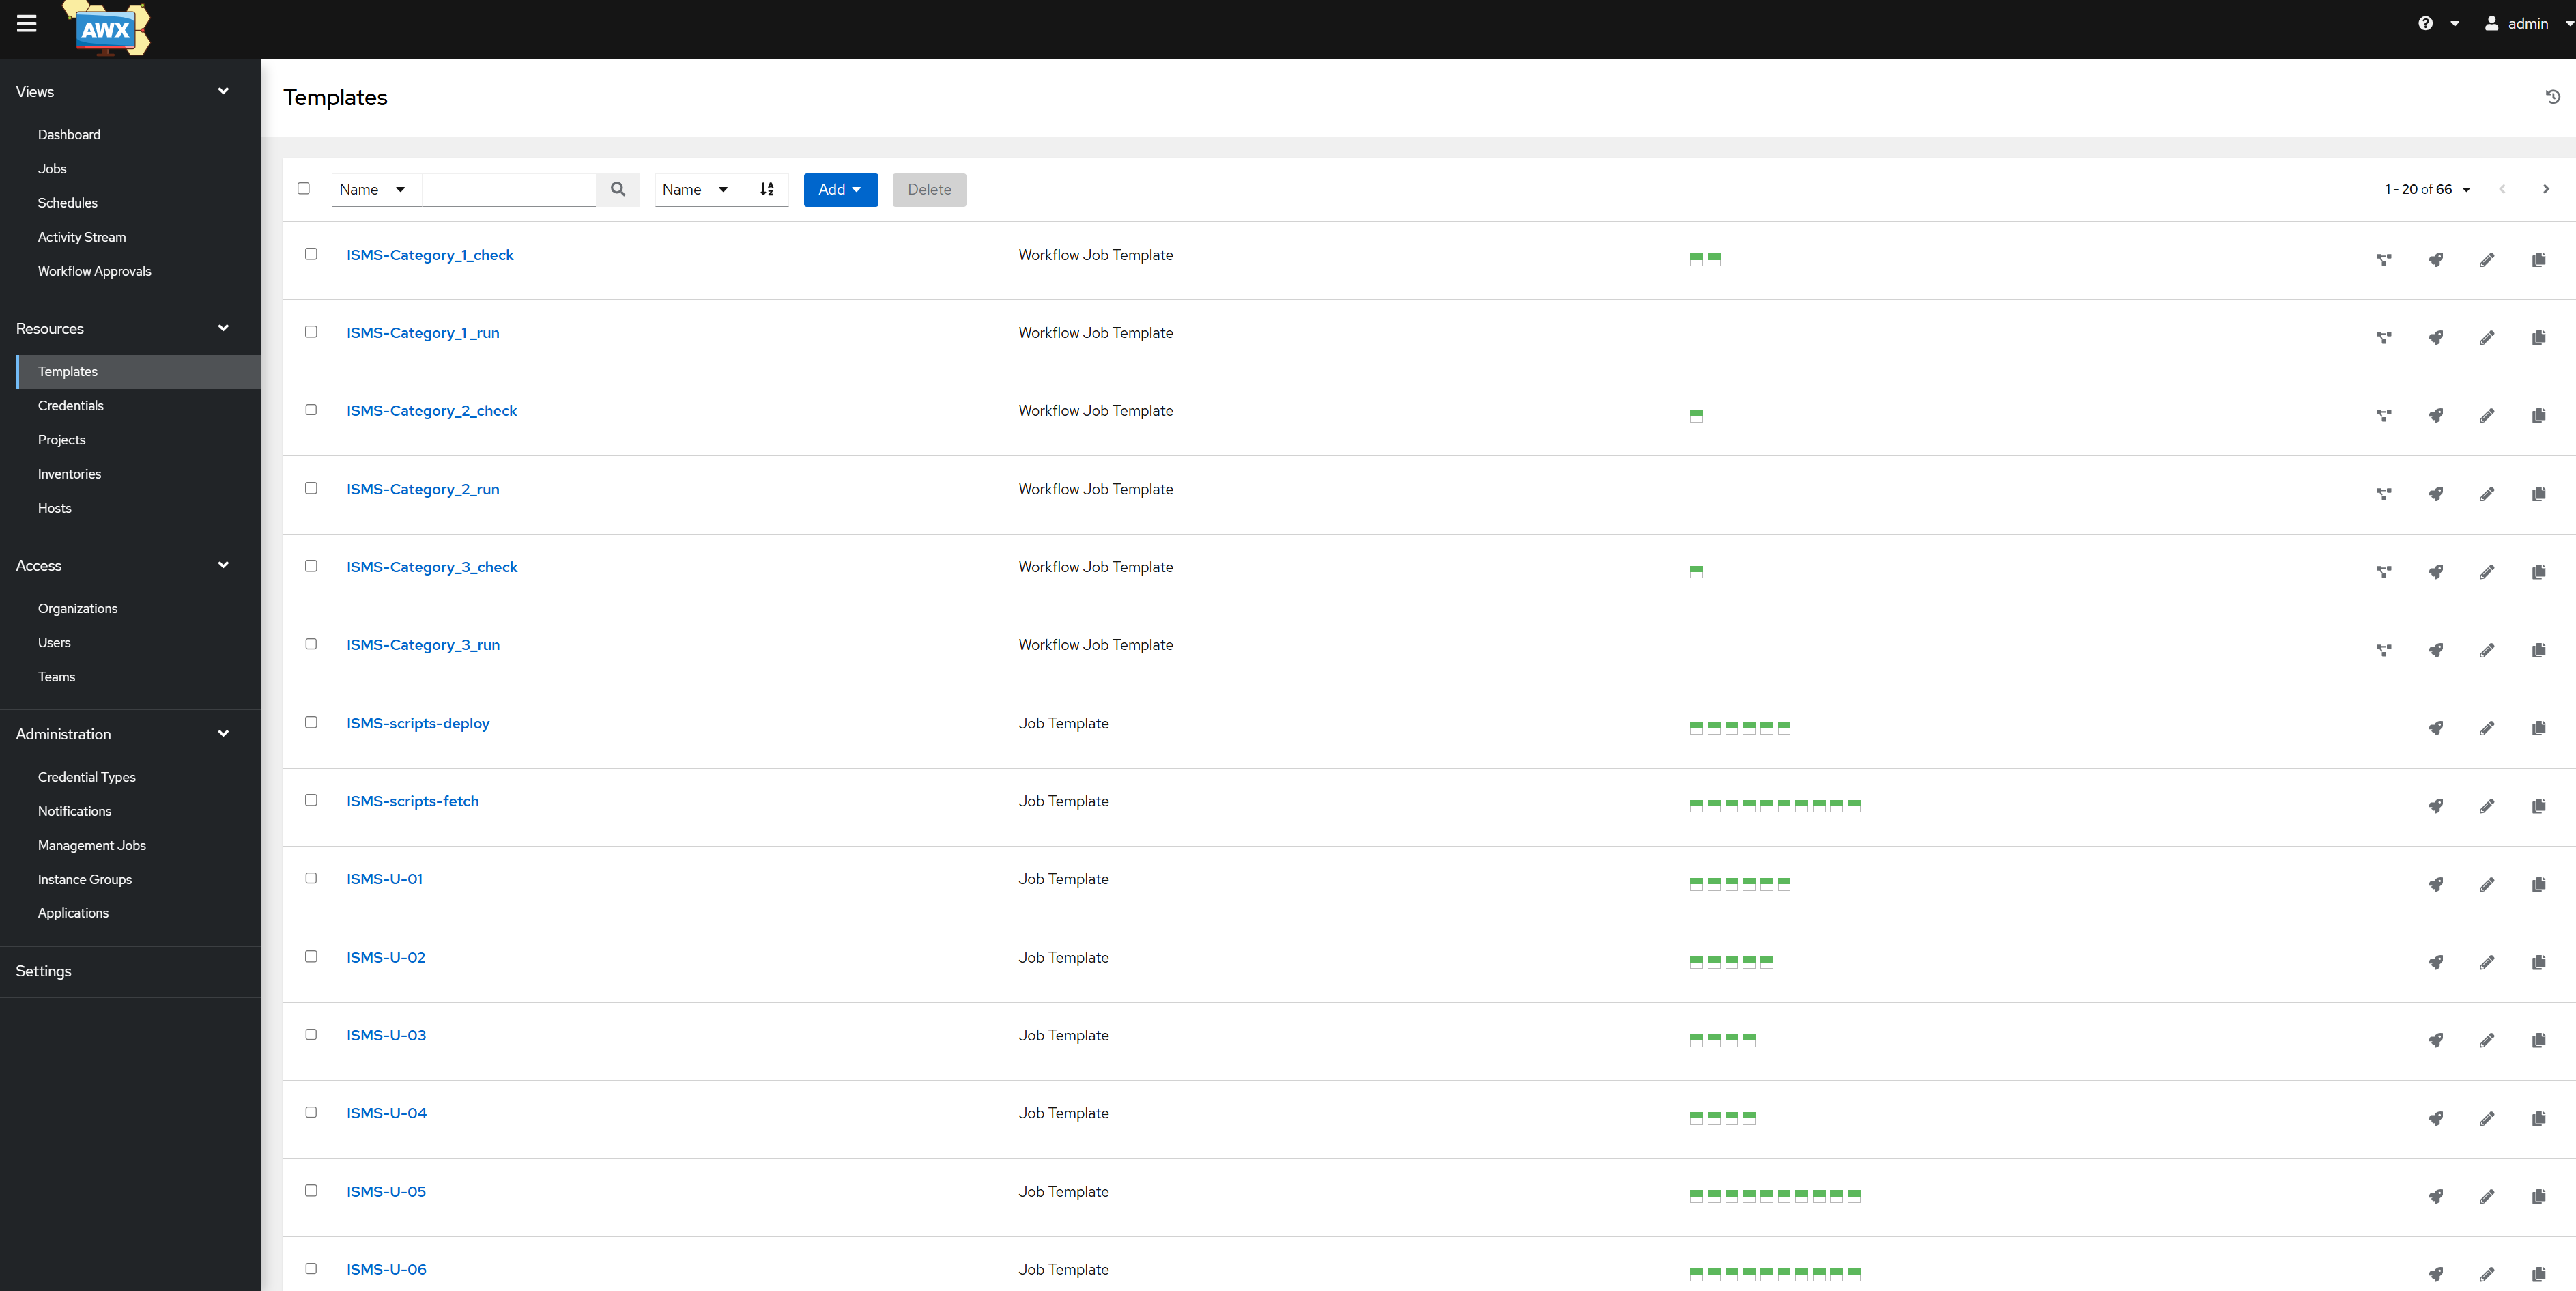 AWX
admin
Views
Dashboard
Jobs
Schedules
Activity Stream
Workflow Approvals
Resources
Templates
Credentials
Projects
Inventories
Hosts
Access
Organizations
Users
Teams
Administration
Credential Types
Notifications
Management Jobs
Instance Groups
Applications
Settings
Templates
Name Name Add Delete 1 - 20 of 66
ISMS-Category_1_check Workflow Job Template
ISMS-Category_1_run Workflow Job Template
ISMS-Category_2_check Workflow Job Template
ISMS-Category_2_run Workflow Job Template
ISMS-Category_3_check Workflow Job Template
ISMS-Category_3_run Workflow Job Template
ISMS-scripts-deploy Job Template
ISMS-scripts-fetch Job Template
ISMS-U-01 Job Template
ISMS-U-02 Job Template
ISMS-U-03 Job Template
ISMS-U-04 Job Template
ISMS-U-05 Job Template
ISMS-U-06 Job Template